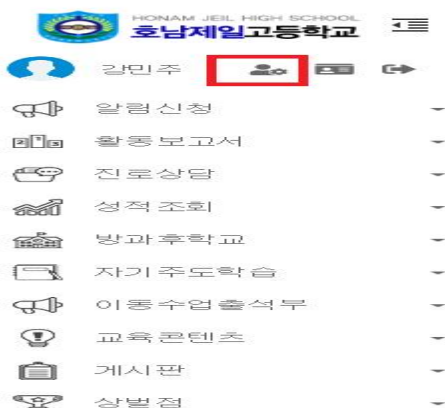 HONAM JEIL HIGH SCHOOL
호남제일고등학교
강민주
알림신청
활동보고서
진로상담
성적조회
방과후학교
자기주도학습
이동수업출석부
교육콘텐츠
게시판
상벌점